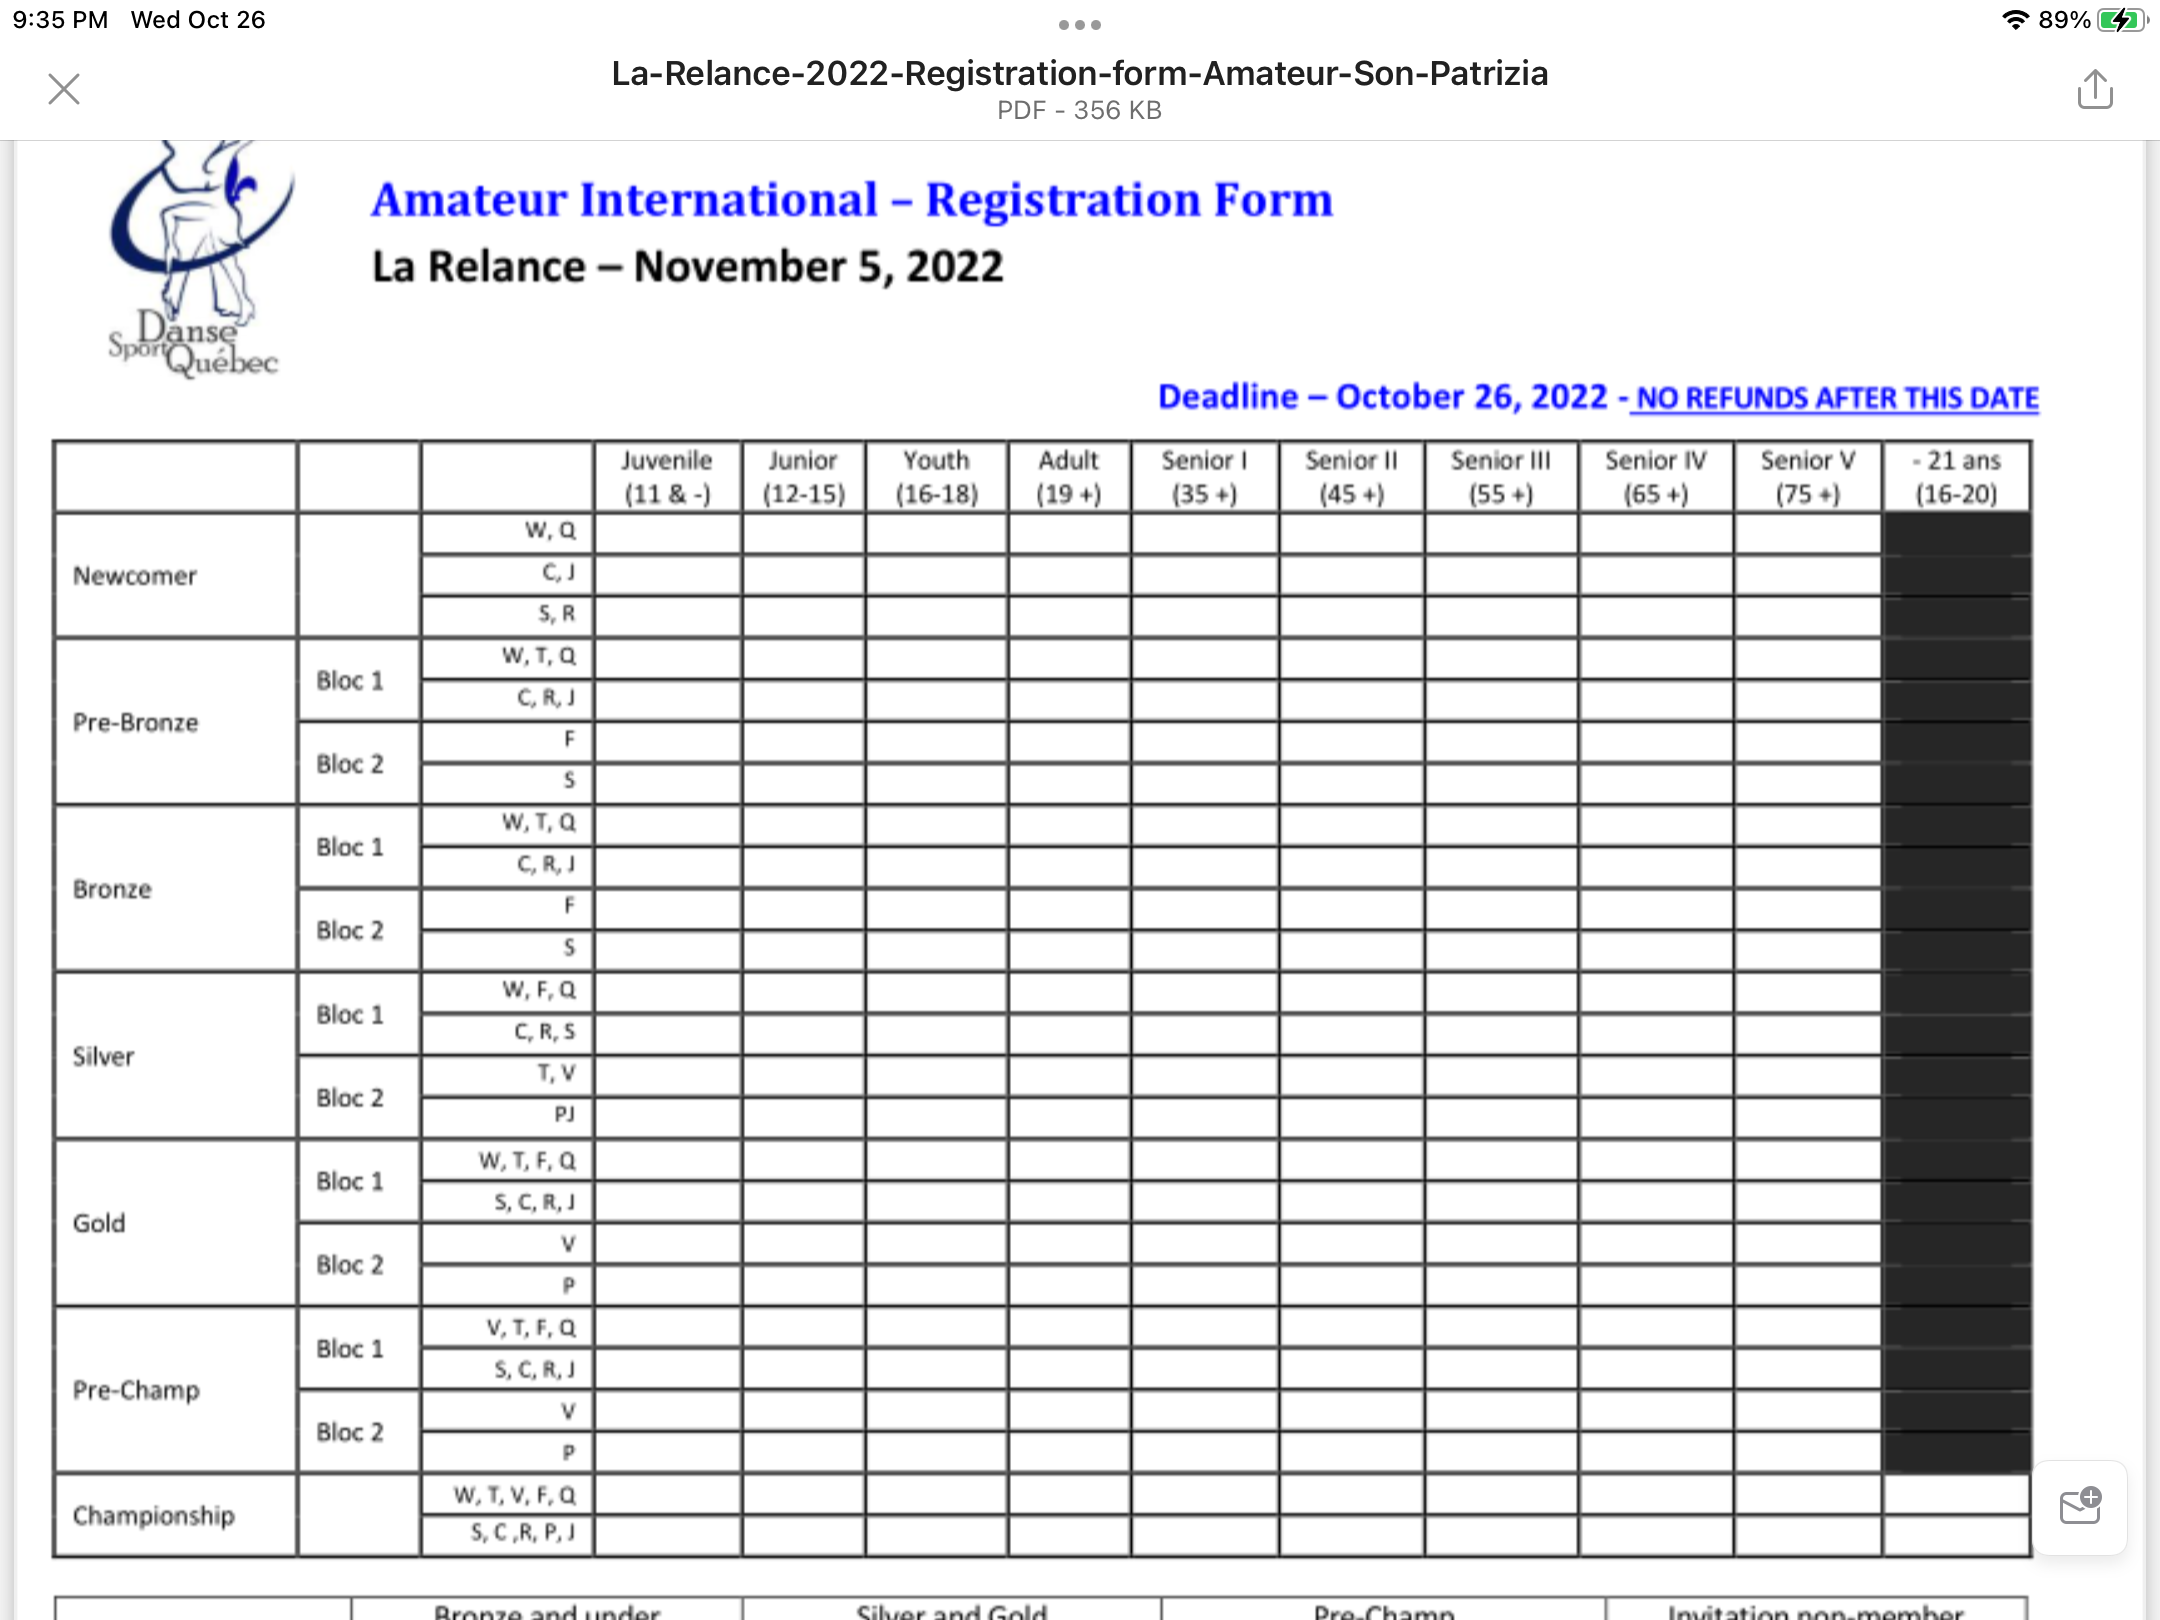 9:35 PM Wed Oct 26
89%
La-Relance-2022-Registration-form-Amateur-Son-Patrizia
PDF - 356 KB
Amateur International – Registration Form
La Relance – November 5, 2022
Danse
Sport
Québec
Deadline – October 26, 2022 - NO REFUNDS AFTER THIS DATE
Juvenile Junior Youth Adult Senior I Senior II Senior III Senior IV Senior V - 21 ans
(11 & -) (12-15) (16-18) (19 +) (35 +) (45 +) (55 +) (65 +) (75 +) (16-20)
W, Q
Newcomer C, J
S, R
Pre-Bronze
Bloc 1
W, T, Q
C, R, J
Bloc 2
F
S
Bronze
Bloc 1
W, T, Q
C, R, J
Bloc 2
F
S
Silver
Bloc 1
W, F, Q
C, R, S
Bloc 2
T, V
PJ
Gold
Bloc 1
W, T, F, Q
S, C, R, J
Bloc 2
V
P
Pre-Champ
Bloc 1
V, T, F, Q
S, C, R, J
Bloc 2
V
P
Championship
W, T, V, F, Q
S, C ,R, P, J
Bronze and under Silver and Gold Pre-Champ Invitation non-member